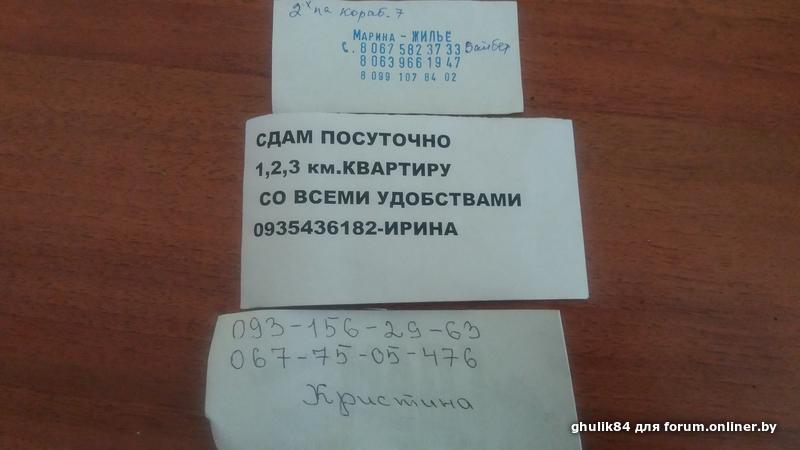 2х на Кораб. 7
Марина - ЖИЛЬЕ
С. 8 067 582 37 33 Вайбер
8 063 966 19 47
8 099 107 84 02
СДАМ ПОСУТОЧНО
1,2,3 км.КВАРТИРУ
СО ВСЕМИ УДОБСТВАМИ
0935436182-ИРИНА
093-156-29-63
067-75-05-476
Кристина
ghulik84 для forum.onliner.by